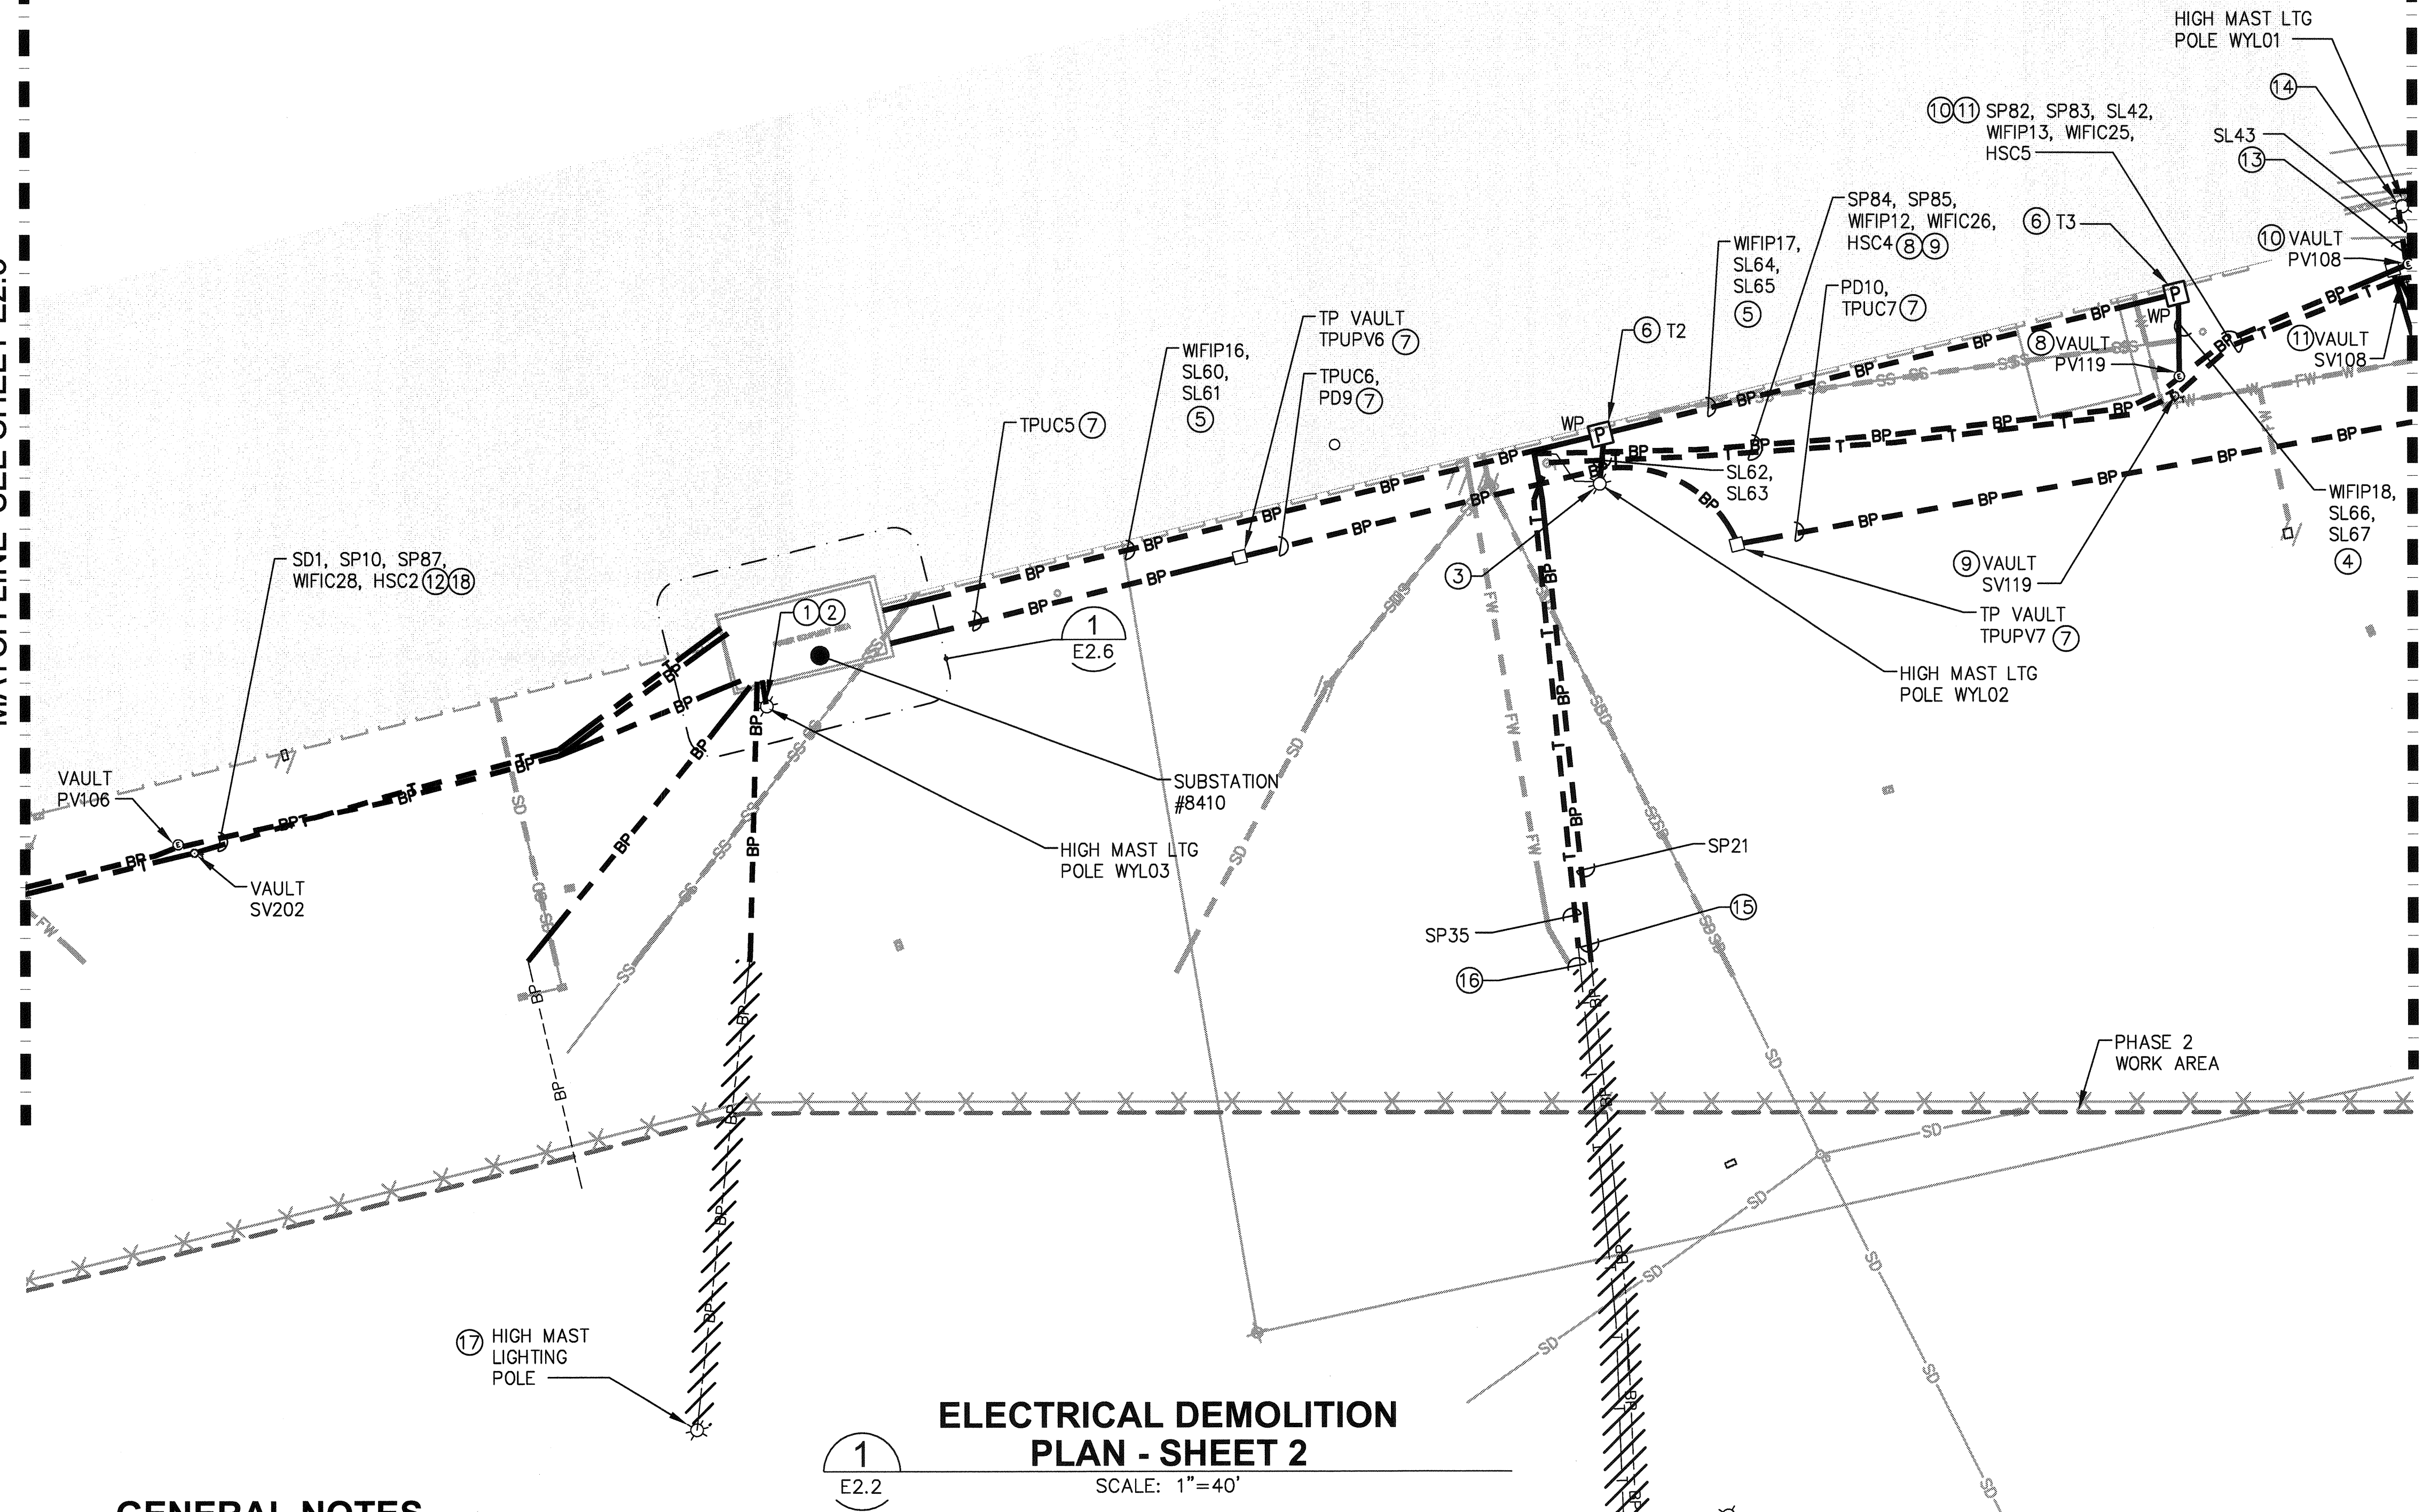 HIGH MAST LTG
POLE WYL01
14
10 11 SP82, SP83, SL42,
WIFIP13, WIFIC25,
HSC5
SL43
13
SP84, SP85,
WIFIP12, WIFIC26,
HSC4 8 9
6 T3
10 VAULT
PV108
WIFIP17,
SL64,
SL65
5
PD10,
TPUC7 7
TP VAULT
TPUPV6 7
6 T2
P
WP
8 VAULT
PV119
11 VAULT
SV108
WIFIP16,
SL60,
SL61
5
TPUC6,
PD9 7
TPUC5 7
WP
P
SL62,
SL63
WIFIP18,
SL66,
SL67
4
SD1, SP10, SP87,
WIFIC28, HSC2 12 18
3
9 VAULT
SV119
1 2
1
E2.6
TP VAULT
TPUPV7 7
HIGH MAST LTG
POLE WYL02
VAULT
PV106
SUBSTATION
#8410
HIGH MAST LTG
POLE WYL03
VAULT
SV202
SP21
15
SP35
16
PHASE 2
WORK AREA
17 HIGH MAST
LIGHTING
POLE
ELECTRICAL DEMOLITION
PLAN - SHEET 2
1
E2.2
SCALE: 1"=40'
GENERAL NOTES